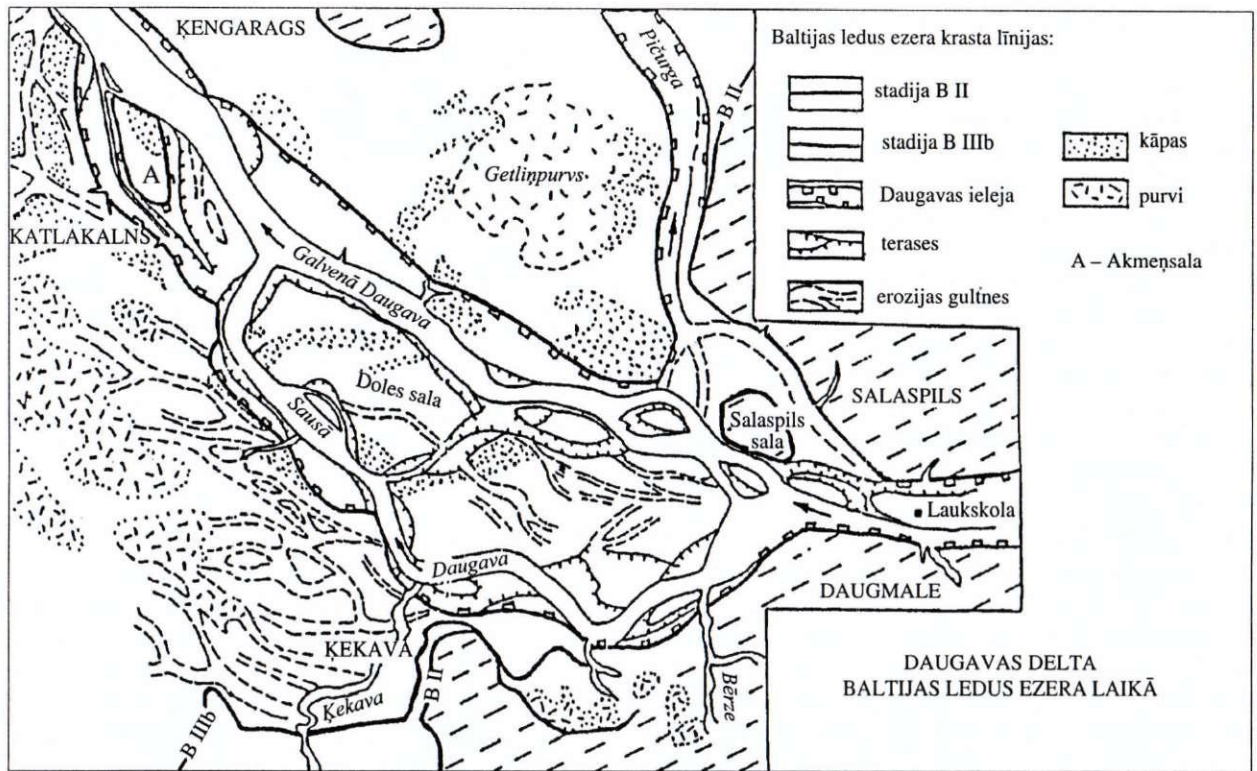 ĶENGARAGS
Pičurga
B II
Getliņpurvs
A
KATLAKALNS
Galvenā Daugava
Doles sala
Sausā
Salaspils
sala
SALASPILS
Laukskola
Daugava
DAUGMALE
ĶEKAVA
B II
Bērze
Ķekava
B IIIb
Baltijas ledus ezera krasta līnijas:
stadija B II
stadija B IIIb
Daugavas ieleja
terases
erozijas gultnes
kāpas
purvi
A – Akmeņsala
DAUGAVAS DELTA
BALTIJAS LEDUS EZERA LAIKĀ